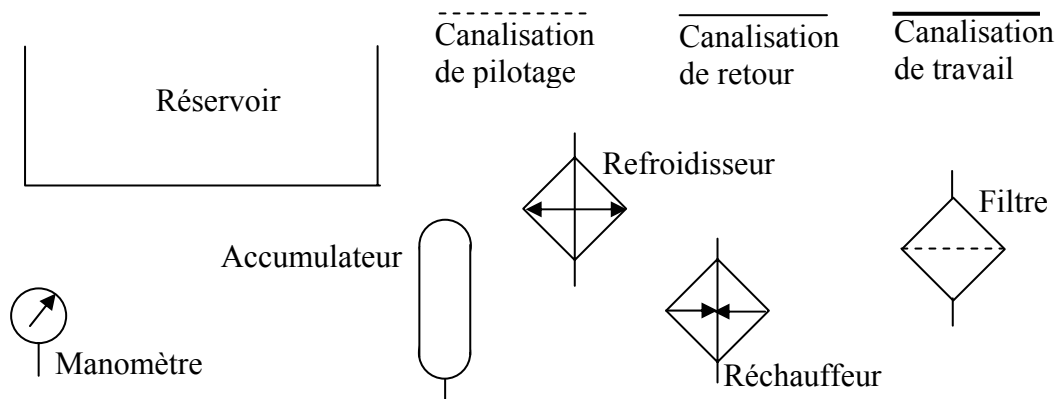 Canalisation
de pilotage
Canalisation
de retour
Canalisation
de travail
Réservoir
Refroidisseur
Filtre
Accumulateur
Manomètre
Réchauffeur